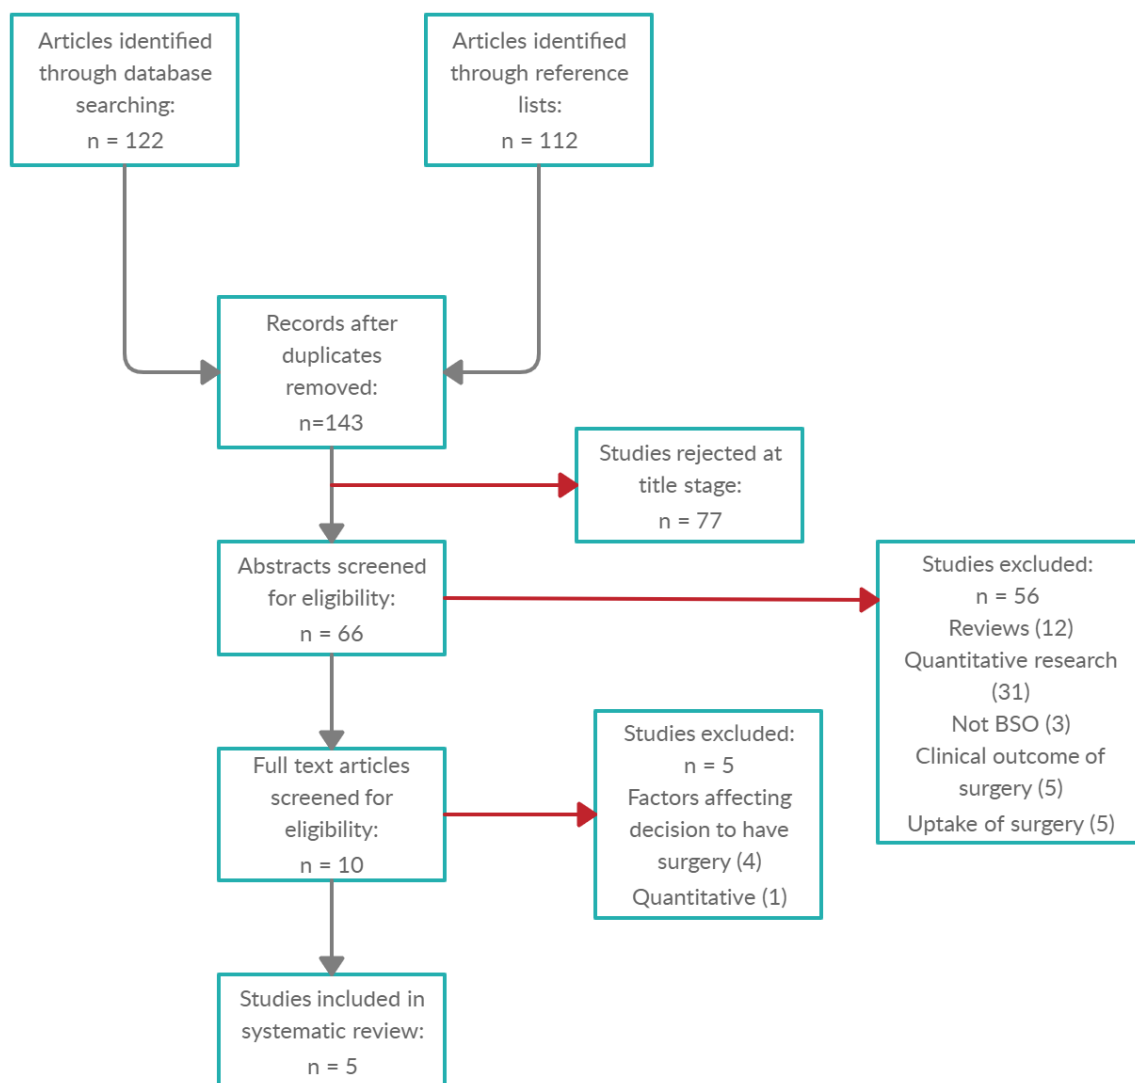 Articles identified
through database
searching:
n = 122
Articles identified
through reference
lists:
n = 112
Records after
duplicates
removed:
n=143
Studies rejected at
title stage:
n = 77
Abstracts screened
for eligibility:
n = 66
Studies excluded:
n = 56
Reviews (12)
Quantitative research
(31)
Not BSO (3)
Clinical outcome of
surgery (5)
Uptake of surgery (5)
Full text articles
screened for
eligibility:
n = 10
Studies excluded:
n = 5
Factors affecting
decision to have
surgery (4)
Quantitative (1)
Studies included in
systematic review:
n = 5